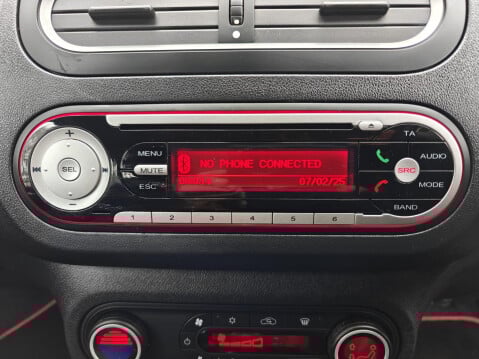 TA
MENU
AUDIO
NO PHONE CONNECTED
MUTE
SEL
SRC
ESC
07/02/25
MODE
BAND
1 2 3 4 5 6